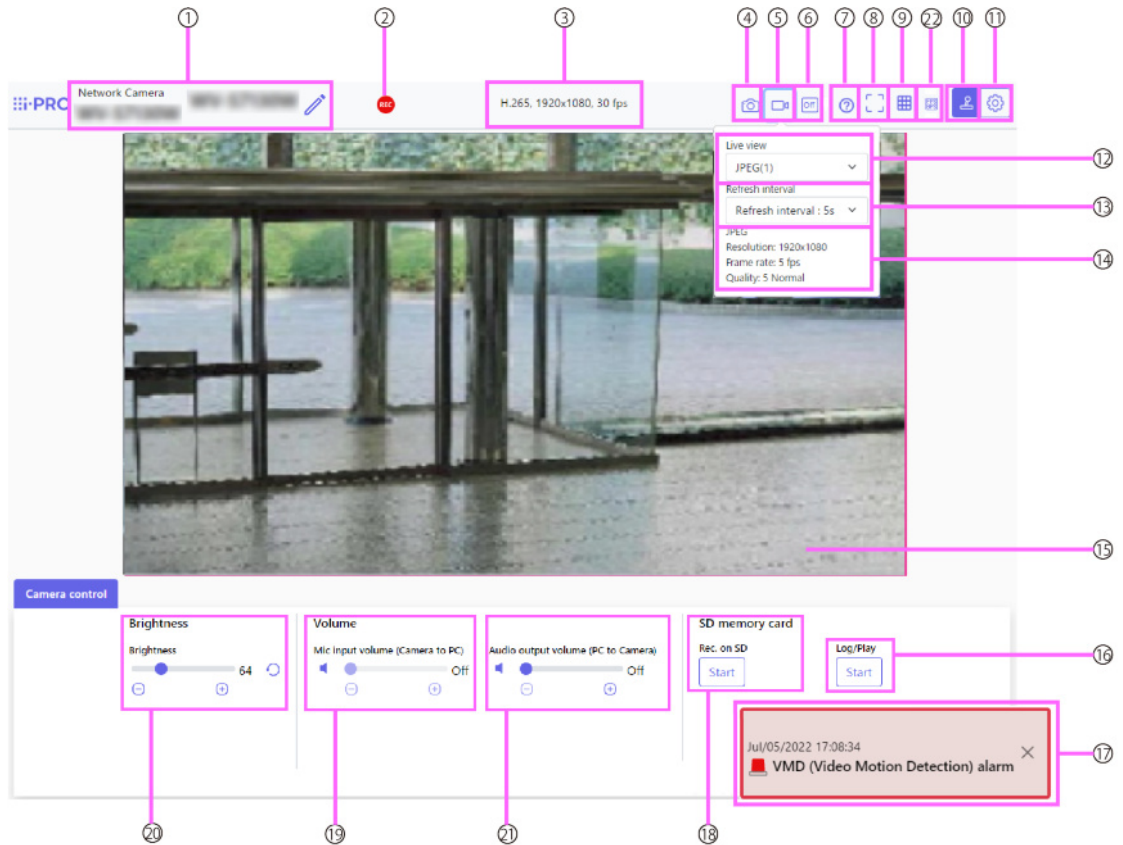 ① ② ③ ④ ⑤ ⑥ ⑦ ⑧ ⑨ ㉒ ⑩ ⑪
i-PRO
Network Camera
REC
H.265, 1920x1080, 30 fps
Off
Live view
JPEG(1)
⑫
Refresh interval
Refresh interval : 5s
⑬
JPEG
Resolution: 1920x1080
Frame rate: 5 fps
Quality: 5 Normal
⑭
⑮
Camera control
Brightness
Brightness
64
Volume
Mic input volume (Camera to PC)
Off
Audio output volume (PC to Camera)
Off
SD memory card
Rec. on SD
Start
Log/Play
Start
⑯
Jul/05/2022 17:08:34
VMD (Video Motion Detection) alarm
⑰
⑳ ⑲ ㉑ ⑱